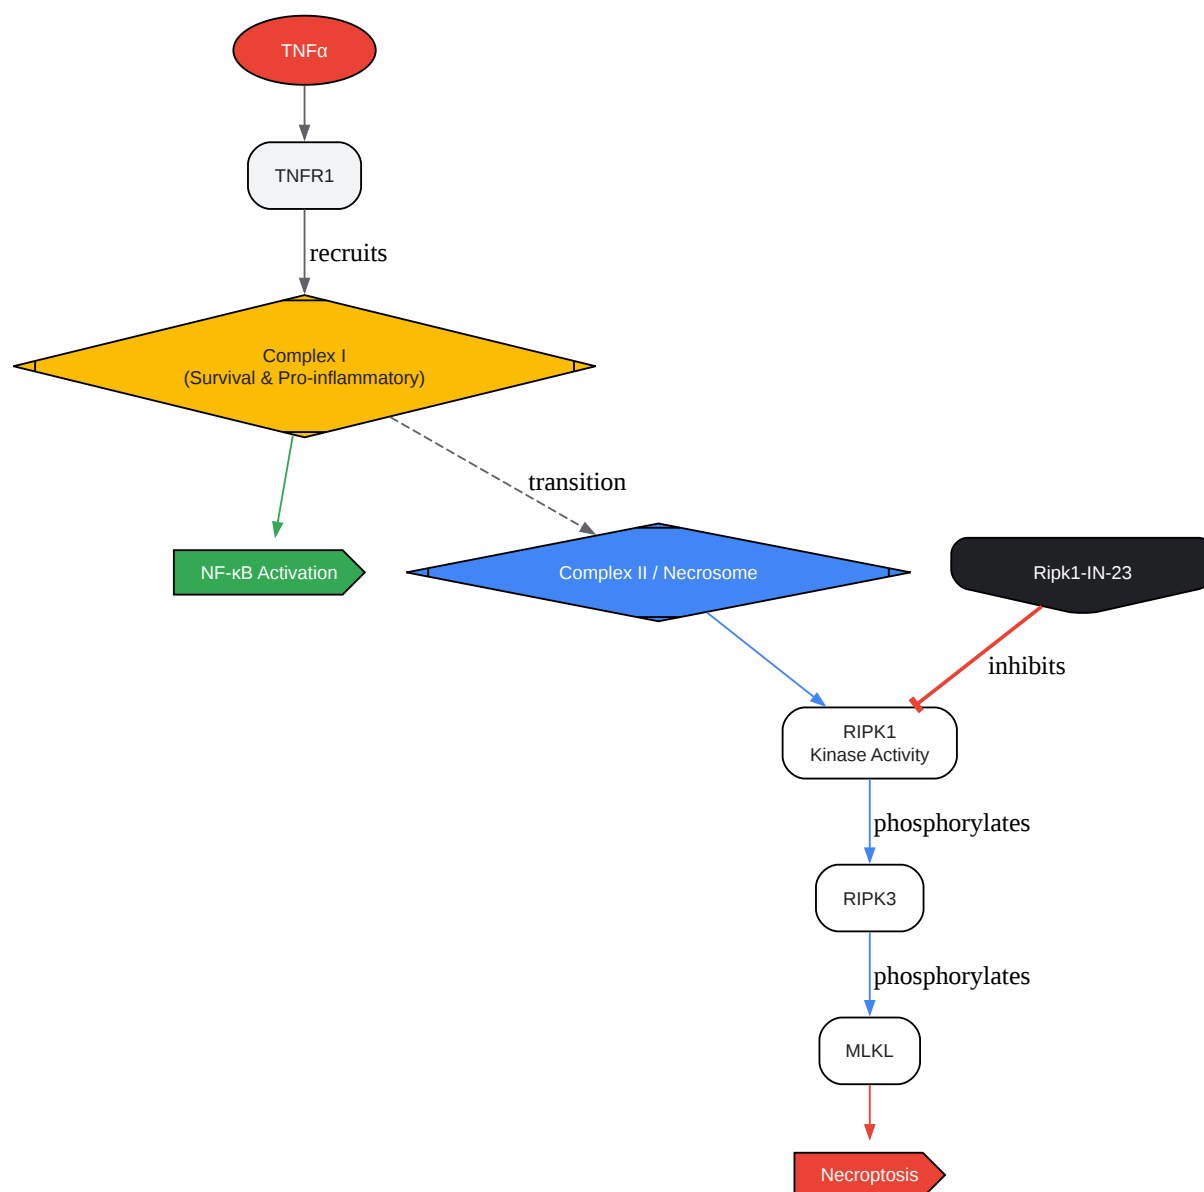 TNFα
TNFR1
recruits
Complex I
(Survival & Pro-inflammatory)
transition
NF-κB Activation
Complex II / Necrosome
Ripk1-IN-23
inhibits
RIPK1
Kinase Activity
phosphorylates
RIPK3
phosphorylates
MLKL
Necroptosis